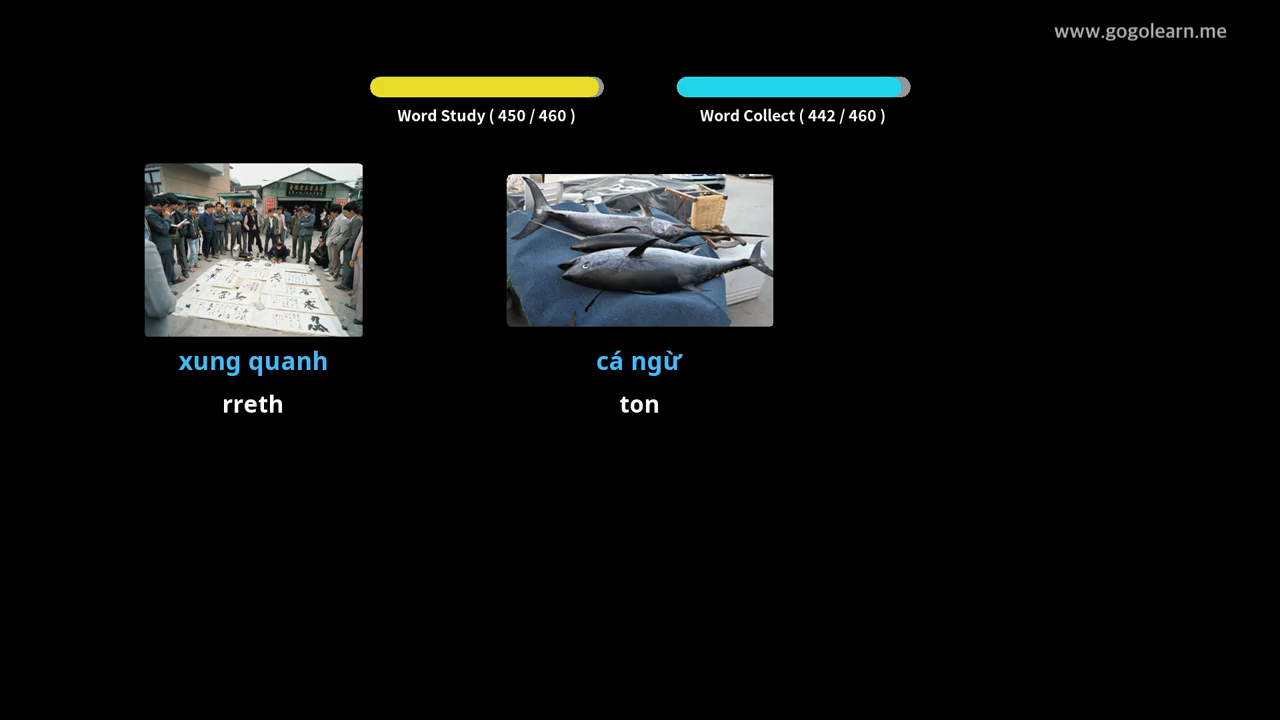 www.gogolearn.me
Word Study ( 450 / 460 )
Word Collect ( 442 / 460 )
xung quanh
rreth
cá ngừ
ton